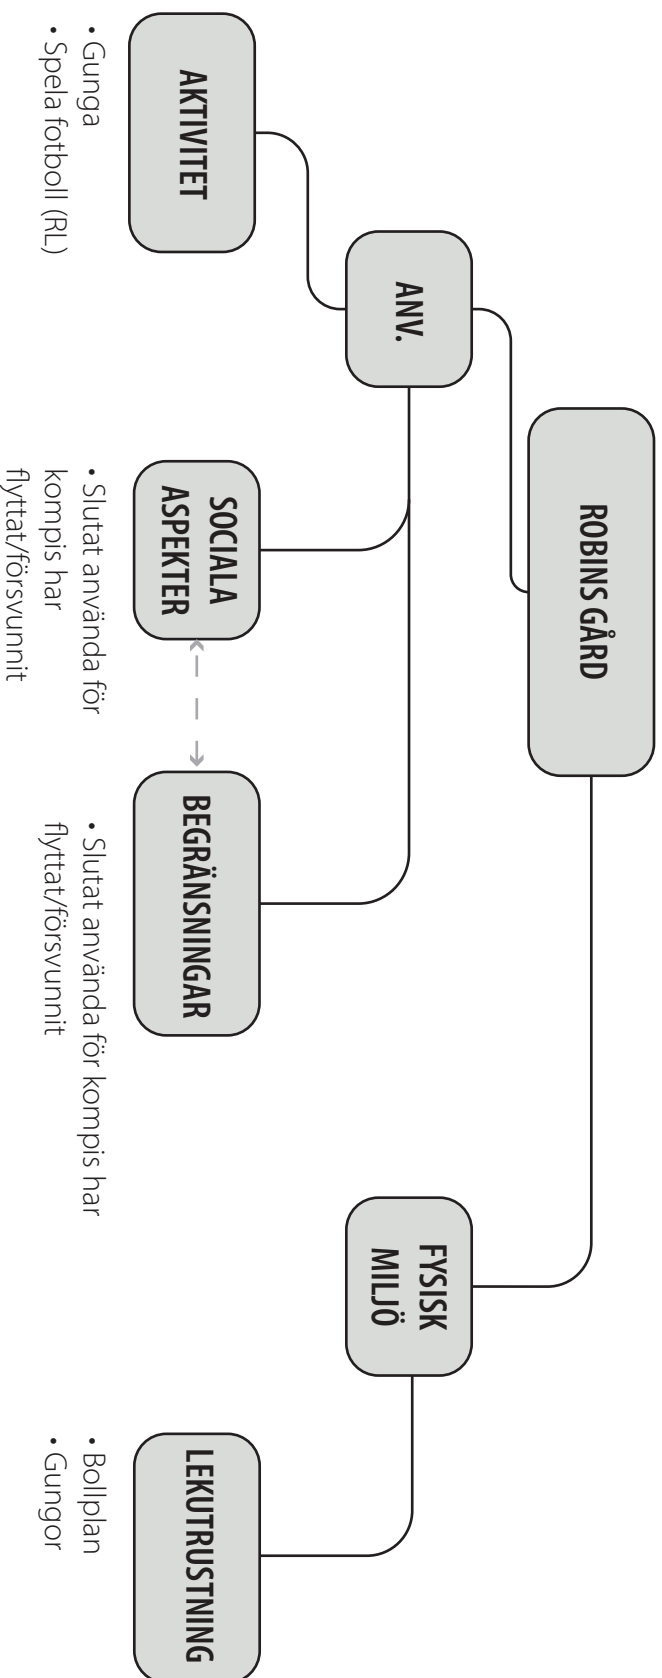 ROBINS GÅRD
ANV.
FYSISK
MILJÖ
AKTIVITET
• Gunga
• Spela fotboll (RL)
SOCIALA
ASPEKTER
• Slutat använda för
kompis har
flyttat/försvunnit
BEGRÄNSNINGAR
• Slutat använda för kompis har
flyttat/försvunnit
LEKUTRUSTNING
• Bollplan
• Gungor